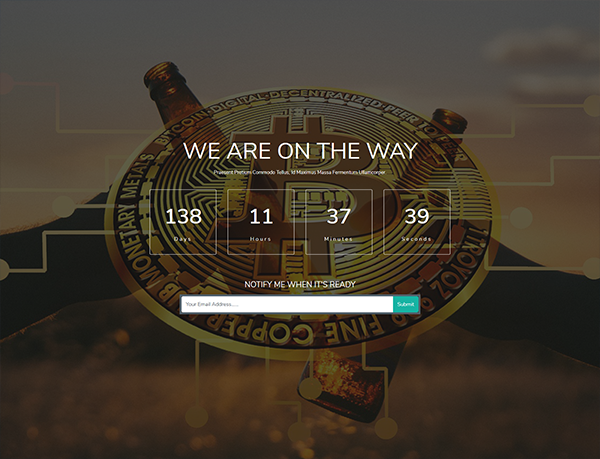 BITCOIN·DIGITAL·DECENTRALIZED·PEER TO
MONETARY METALS
WE ARE ON THE WAY
Praesent Pretium Commodo Tellus, Id Maximus Massa Fermentum Ullamcorper
138 11 37 39
Days Hours Minutes Seconds
NOTIFY ME WHEN IT'S READY
Your Email Address..... Submit
FINE COPPER